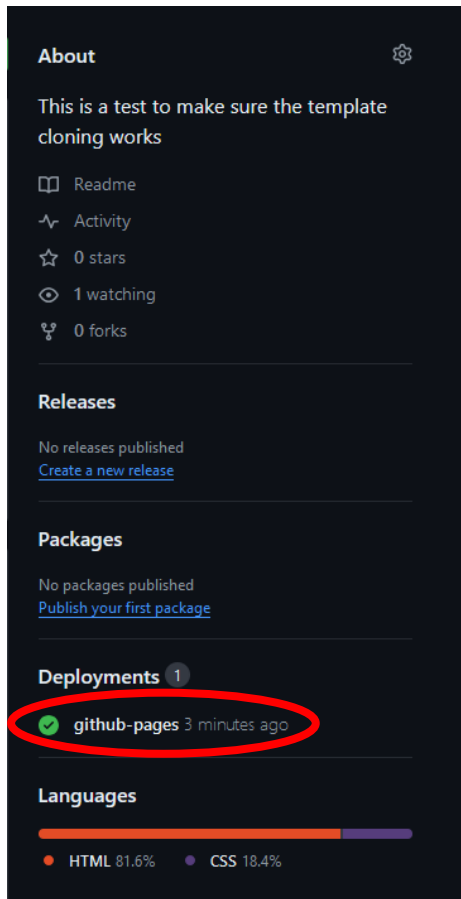 About
This is a test to make sure the template
cloning works
Readme
Activity
0 stars
1 watching
0 forks
Releases
No releases published
Create a new release
Packages
No packages published
Publish your first package
Deployments 1
github-pages 3 minutes ago
Languages
HTML 81.6% CSS 18.4%